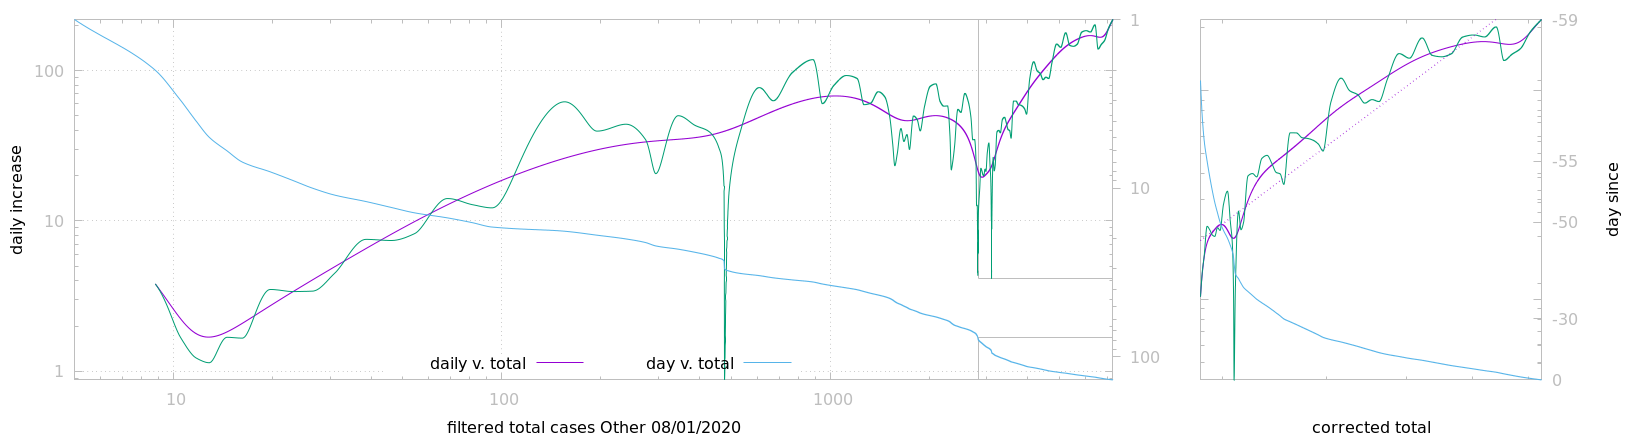 1
-59
100
daily increase
-55
day since
10
10
-50
-30
daily v. total
day v. total
1
100
0
10
100
1000
filtered total cases Other 08/01/2020
corrected total